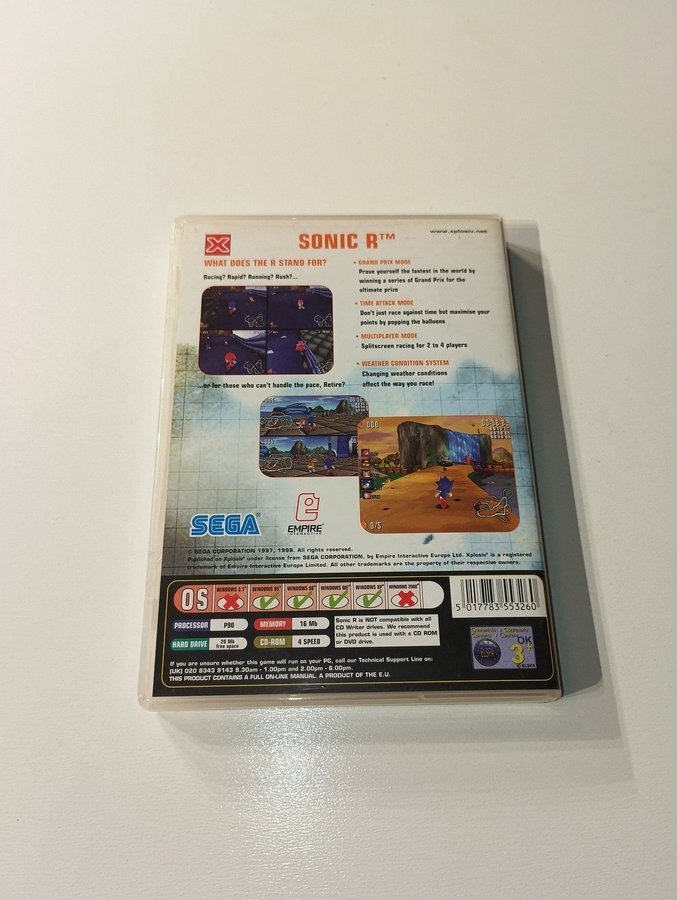 X
SONIC R™
www.xplosiv.net
WHAT DOES THE R STAND FOR?
Racing? Rapid? Running? Rush?...
...or for those who can't handle the pace, Retire?
• GRAND PRIX MODE
Prove yourself the fastest in the world by
winning a series of Grand Prix for the
ultimate prize
• TIME ATTACK MODE
Don't just race against time but maximise your
points by popping the balloons
• MULTIPLAYER MODE
Splitscreen racing for 2 to 4 players
• WEATHER CONDITION SYSTEM
Changing weather conditions
affect the way you race!
000
0/5
SEGA
e
EMPIRE
INTERACTIVE
© SEGA CORPORATION 1997, 1998. All rights reserved.
Published on Xplosiv® under license from SEGA CORPORATION, by Empire Interactive Europe Ltd. Xplosiv® is a registered
trademark of Empire Interactive Europe Limited. All other trademarks are the property of their respective owners.
OS
WINDOWS 3.1® WINDOWS 95® WINDOWS 98® WINDOWS ME® WINDOWS XP® WINDOWS 2000®
PROCESSOR P90
MEMORY 16 Mb
HARD DRIVE 20 Mb
free space
CD-ROM 4 SPEED
Sonic R is NOT compatible with all
CD Writer drives. We recommend
this product is used with a CD ROM
or DVD drive.
5 017783 553260
OK
3+
ELSPA
© ELSPA
If you are unsure whether this game will run on your PC, call our Technical Support Line on:
(UK) 020 8343 9143 9.30am - 1.00pm and 2.00pm - 6.00pm.
THIS PRODUCT CONTAINS A FULL ON-LINE MANUAL. A PRODUCT OF THE E.U.